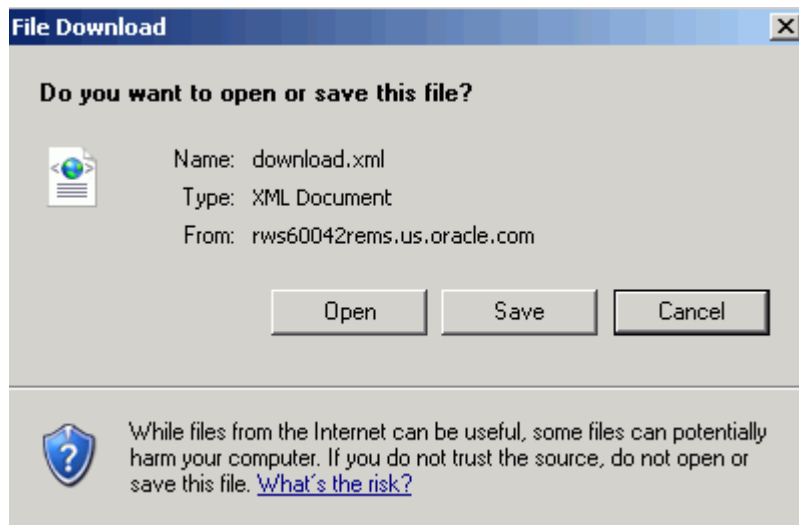 File Download
Do you want to open or save this file?
Name: download.xml
Type: XML Document
From: rws60042rems.us.oracle.com
Open Save Cancel
While files from the Internet can be useful, some files can potentially
harm your computer. If you do not trust the source, do not open or
save this file. What's the risk?